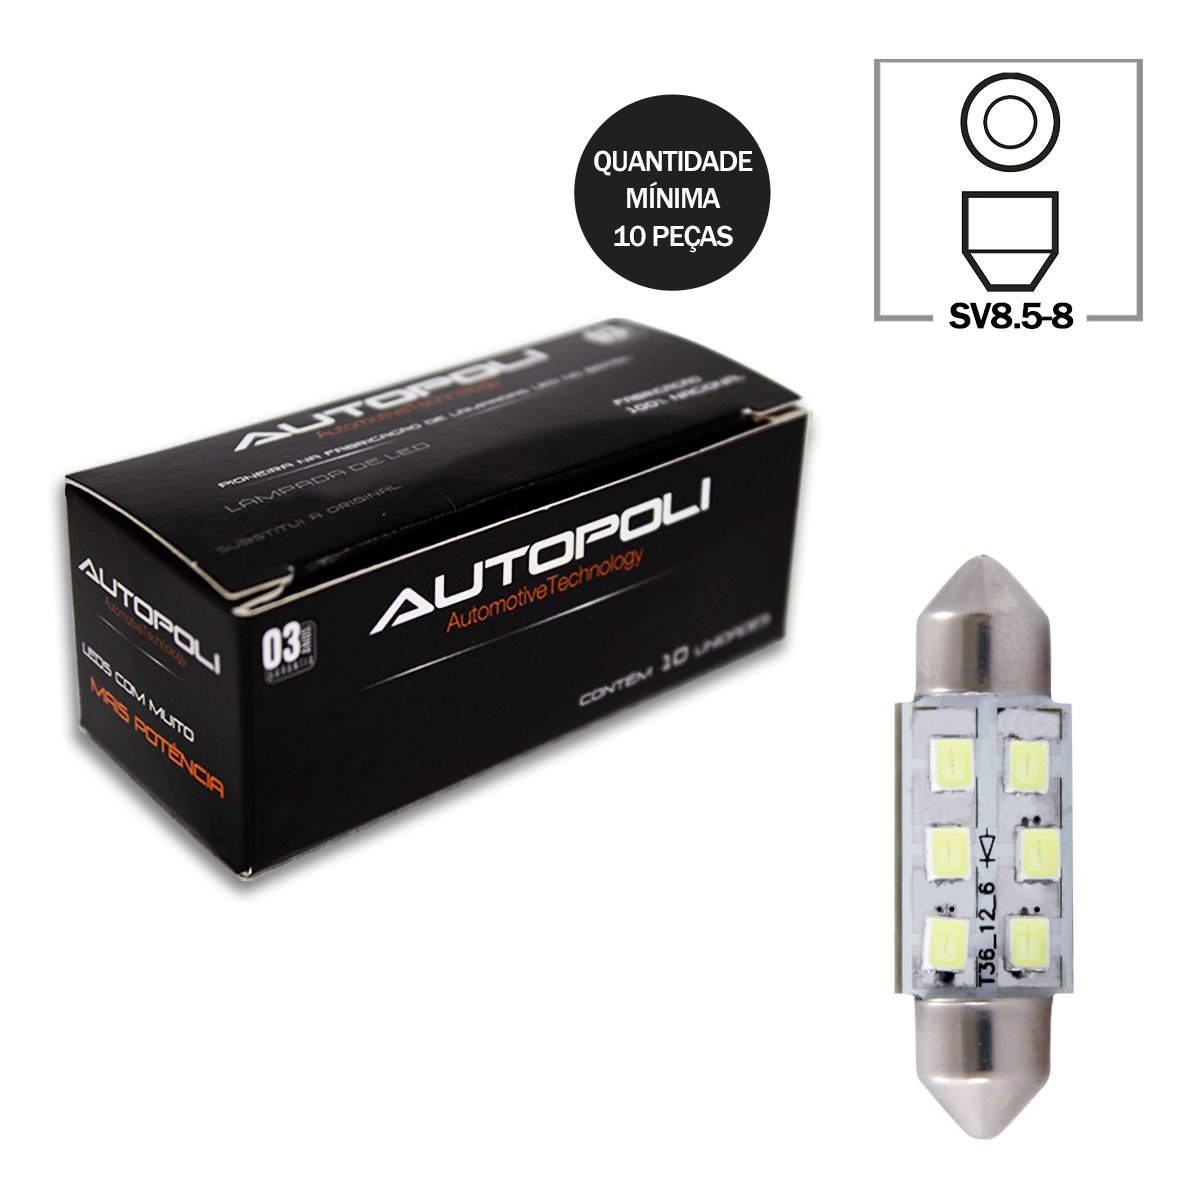 QUANTIDADE
MÍNIMA
10 PEÇAS
SV8.5-8
AUTOPOLI
AutomotiveTechnology
PIONEIRA NA FABRICAÇÃO DE LÂMPADAS LED NO BRASIL
LÂMPADA DE LED
SUBSTITUI A ORIGINAL
FABRICAÇÃO
100% NACIONAL
03
AUTOPOLI
AutomotiveTechnology
LEDS COM MUITO
MAIS POTÊNCIA
03 ANOS
GARANTIA
AUTOPOLI
AutomotiveTechnology
CONTÉM 10 UNIDADES
T36_12_6